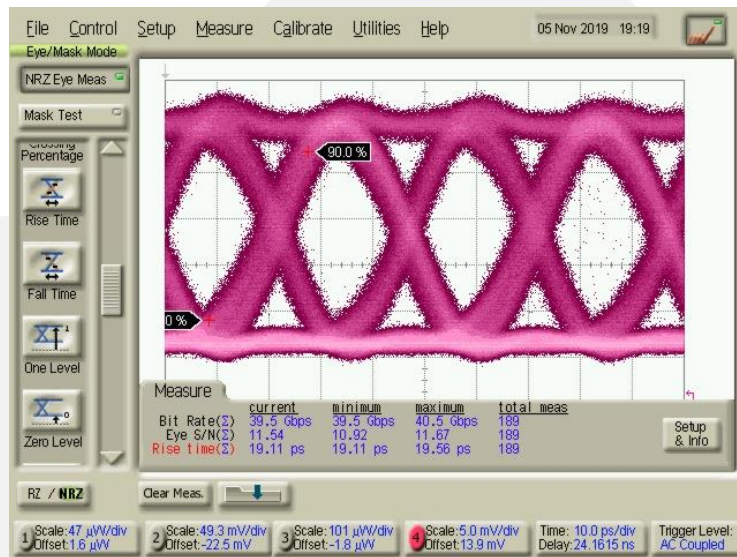 File Control Setup Measure Calibrate Utilities Help 05 Nov 2019 19:19
Eye/Mask Mode
NRZ Eye Meas
Mask Test
Crossing
Percentage
Rise Time
Fall Time
One Level
Zero Level
90.0 %
0 %
Measure
current minimum maximum total meas
Bit Rate(Σ) 39.5 Gbps 39.5 Gbps 40.5 Gbps 189
Eye S/N(Σ) 11.54 10.92 11.67 189
Rise time(Σ) 19.11 ps 19.11 ps 19.56 ps 189
Setup
& Info
RZ / NRZ
Clear Meas.
1 Scale:47 µW/div
Offset:1.6 µW
2 Scale:49.3 mV/div
Offset:-22.5 mV
3 Scale:101 µW/div
Offset:-1.8 µW
4 Scale:5.0 mV/div
Offset:13.9 mV
Time: 10.0 ps/div
Delay:24.1615 ns
Trigger Level:
AC Coupled